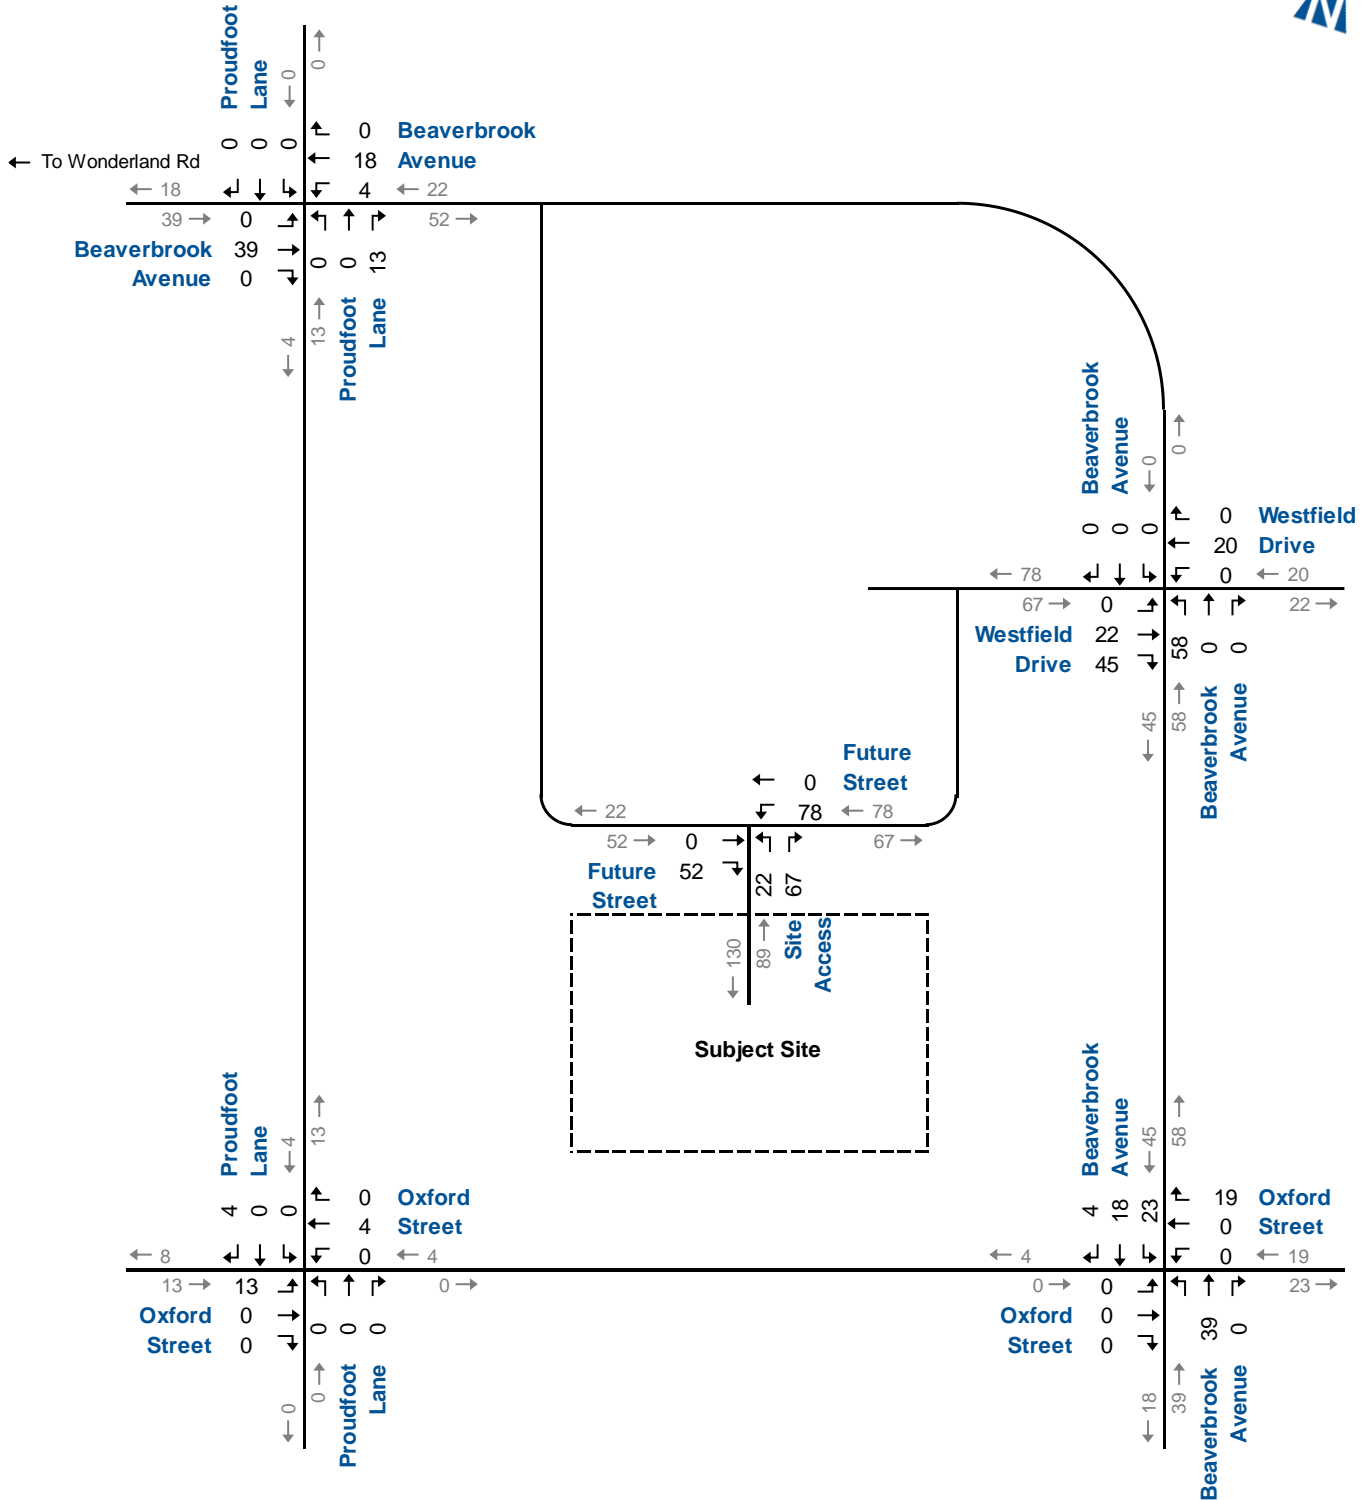 N
Proudfoot
Lane
← 0
0 →
0 0 0
0 Beaverbrook
← To Wonderland Rd
18 Avenue
← 18
4
← 22
39 →
0
52 →
Beaverbrook 39
Avenue 0
0 0 13
← 4
13 →
Proudfoot
Lane
Beaverbrook
Avenue
← 0
0 →
0 0 0
0 Westfield
20 Drive
← 78
0
← 20
67 →
0
22 →
Westfield 22
Drive 45
58 0 0
← 45
58 →
Beaverbrook
Avenue
Future
0 Street
← 22
78
← 78
52 →
0
67 →
Future 52
Street
22 67
← 130
89 →
Site
Access
Subject Site
Proudfoot
Lane
← 4
13 →
4 0 0
0 Oxford
4 Street
← 8
0
← 4
13 →
13
0 →
Oxford 0
Street 0
0 0 0
← 0
0 →
Proudfoot
Lane
Beaverbrook
Avenue
← 45
58 →
4 18 23
19 Oxford
0 Street
← 4
0
← 19
0 →
0
23 →
Oxford 0
Street 0
39 0
← 18
39 →
Beaverbrook
Avenue